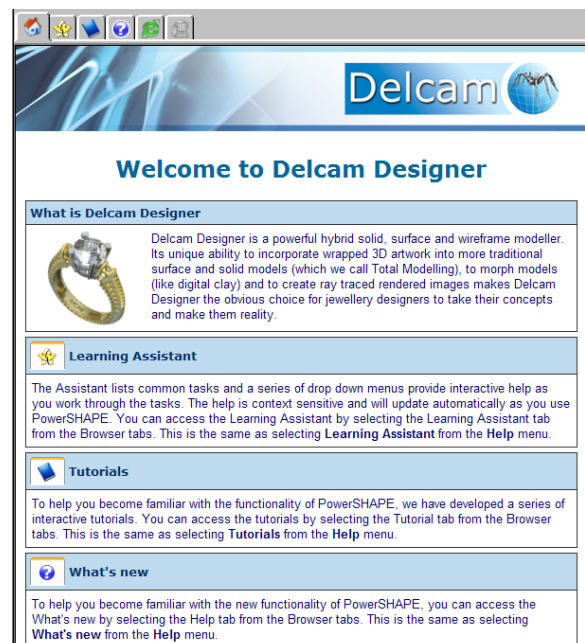 Delcam
Welcome to Delcam Designer
What is Delcam Designer
Delcam Designer is a powerful hybrid solid, surface and wireframe modeller.
Its unique ability to incorporate wrapped 3D artwork into more traditional
surface and solid models (which we call Total Modelling), to morph models
(like digital clay) and to create ray traced rendered images makes Delcam
Designer the obvious choice for jewellery designers to take their concepts
and make them reality.
Learning Assistant
The Assistant lists common tasks and a series of drop down menus provide interactive help as
you work through the tasks. The help is context sensitive and will update automatically as you use
PowerSHAPE. You can access the Learning Assistant by selecting the Learning Assistant tab
from the Browser tabs. This is the same as selecting Learning Assistant from the Help menu.
Tutorials
To help you become familiar with the functionality of PowerSHAPE, we have developed a series of
interactive tutorials. You can access the tutorials by selecting the Tutorial tab from the Browser
tabs. This is the same as selecting Tutorials from the Help menu.
What's new
To help you become familiar with the new functionality of PowerSHAPE, you can access the
What's new by selecting the Help tab from the Browser tabs. This is the same as selecting
What's new from the Help menu.